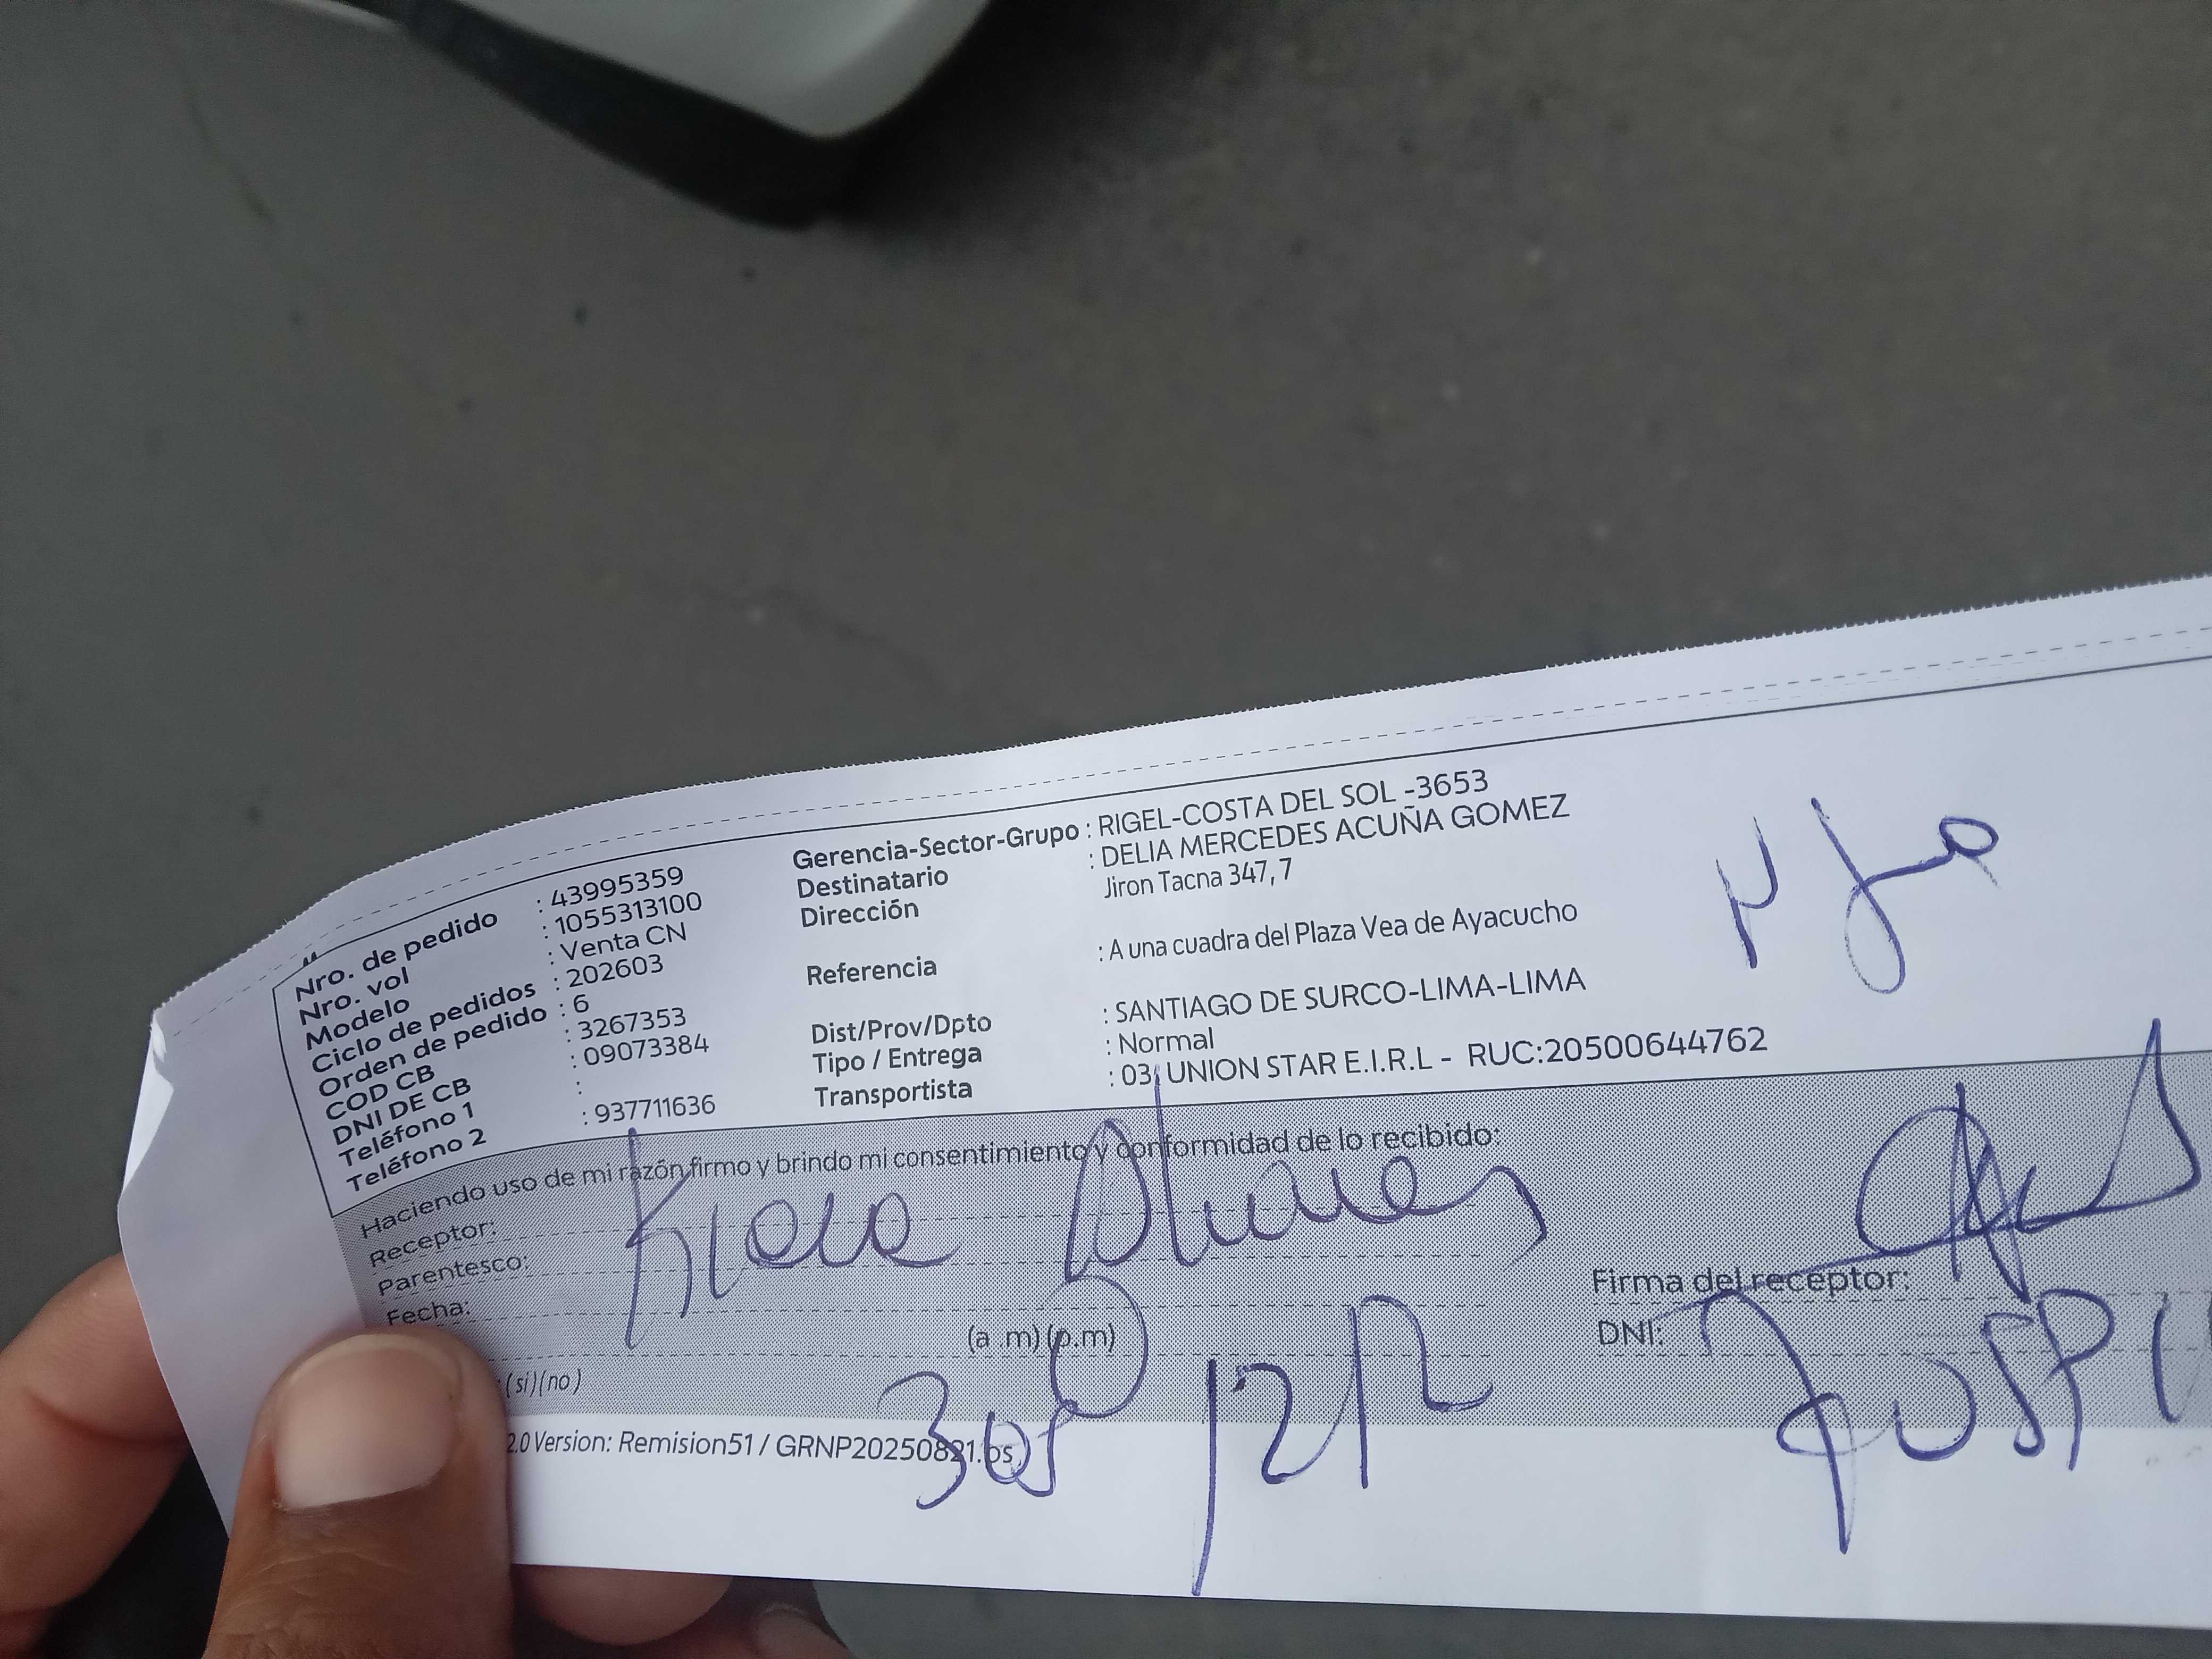 Nro. de pedido : 43995359
Nro. vol : 1055313100
Modelo : Venta CN
Ciclo de pedidos : 202603
Orden de pedido : 6
COD CB : 3267353
DNI DE CB : 09073384
Teléfono 1 :
Teléfono 2 : 937711636
Gerencia-Sector-Grupo : RIGEL-COSTA DEL SOL -3653
Destinatario : DELIA MERCEDES ACUÑA GOMEZ
Dirección Jiron Tacna 347, 7
Referencia : A una cuadra del Plaza Vea de Ayacucho
Dist/Prov/Dpto : SANTIAGO DE SURCO-LIMA-LIMA
Tipo / Entrega : Normal
Transportista : 03 UNION STAR E.I.R.L - RUC:20500644762
Haciendo uso de mi razón,firmo y brindo mi consentimiento y conformidad de lo recibido:
Receptor:
Parentesco:
Fecha:
(a .m) (p.m)
Firma del receptor:
DNI:
(si)(no)
2.0 Version: Remision51 / GRNP20250821.bs